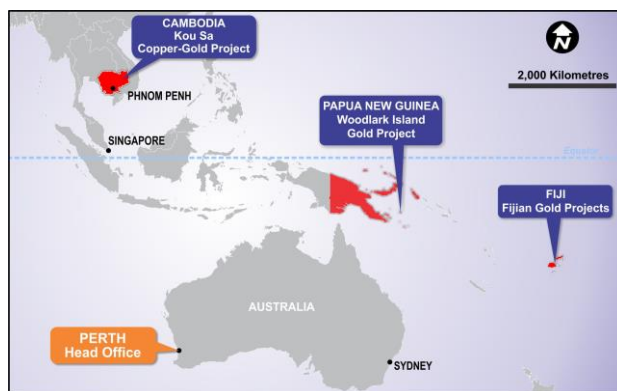 CAMBODIA
Kou Sa
Copper-Gold Project
N
PHNOM PENH
2,000 Kilometres
PAPUA NEW GUINEA
Woodlark Island
Gold Project
SINGAPORE
Equator
FIJI
Fijian Gold Projects
AUSTRALIA
PERTH
Head Office
SYDNEY